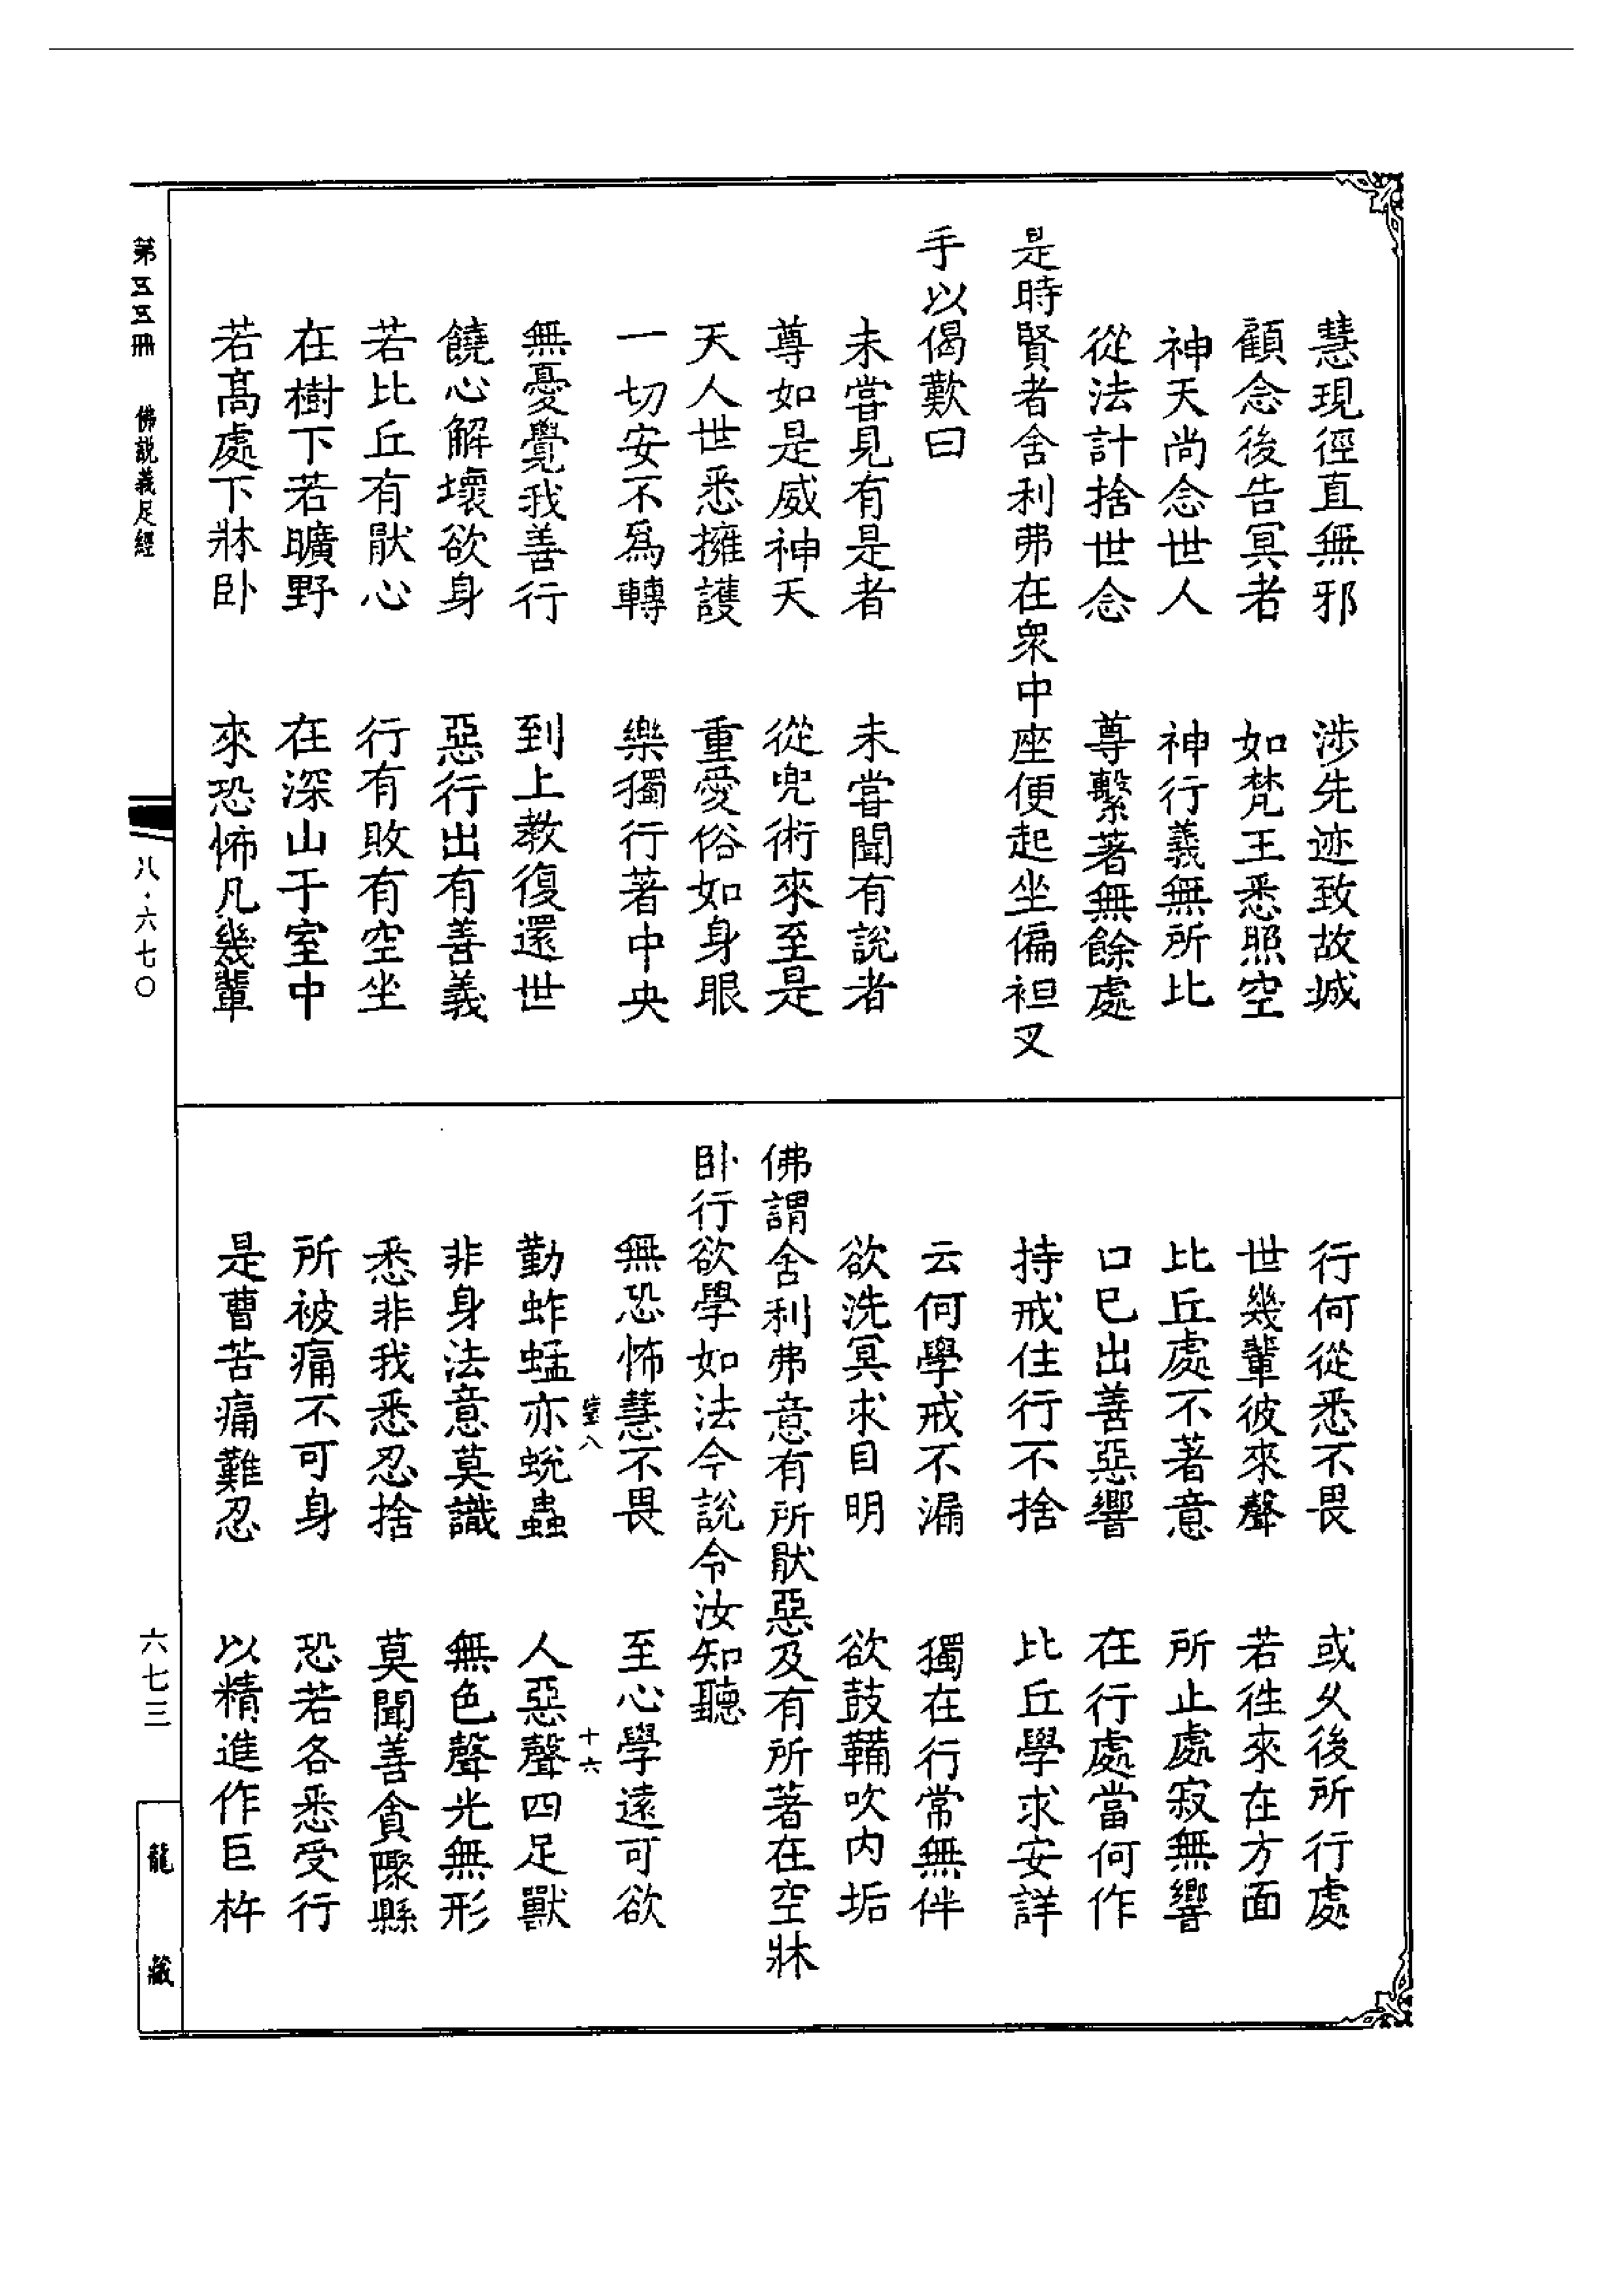 慧現徑直無邪　涉先迹致故城
顧念後告冥者　如梵王悉照空
神天尚念世人　神行義無所比
從法計捨世念　尊繫著無餘處
是時賢者舍利弗在衆中座便起坐偏袒叉
手以偈歎曰
未嘗見有是者　未嘗聞有說者
尊如是威神天　從兜術來至是
天人世悉擁護　重愛俗如身眼
一切安不爲轉　樂獨行著中央
無憂覺我善行　到上教復還世
饒心解壞欲身　惡行出有善義
若比丘有猒心　行有敗有空坐
在樹下若曠野　在深山于室中
若高處下牀卧　來恐怖凡幾輩
行何從悉不畏　或夂後所行處
世幾輩彼來聲　若徃來在方面
比丘處不著意　所止處寂無響
口巳出善惡響　在行處當何作
持戒住行不捨　比丘學求安詳
云何學戒不漏　獨在行常無伴
欲洗冥求目明　欲鼓鞴吹内垢
佛謂舍利弗意有所猒惡及有所著在空牀
卧行欲學如法今說令汝知聽
無恐怖慧不畏　至心學遠可欲
八　十六
勤蚱蜢亦蛻蟲　人惡聲四足獸
非身法意莫識　無色聲光無形
悉非我悉忍捨　莫聞善貪聚縣
所被痛不可身　恐若各悉受行
是曹苦痛難忍　以精進作巨杵
第五五冊　佛說義足經
八·六七〇
六七三
龍藏